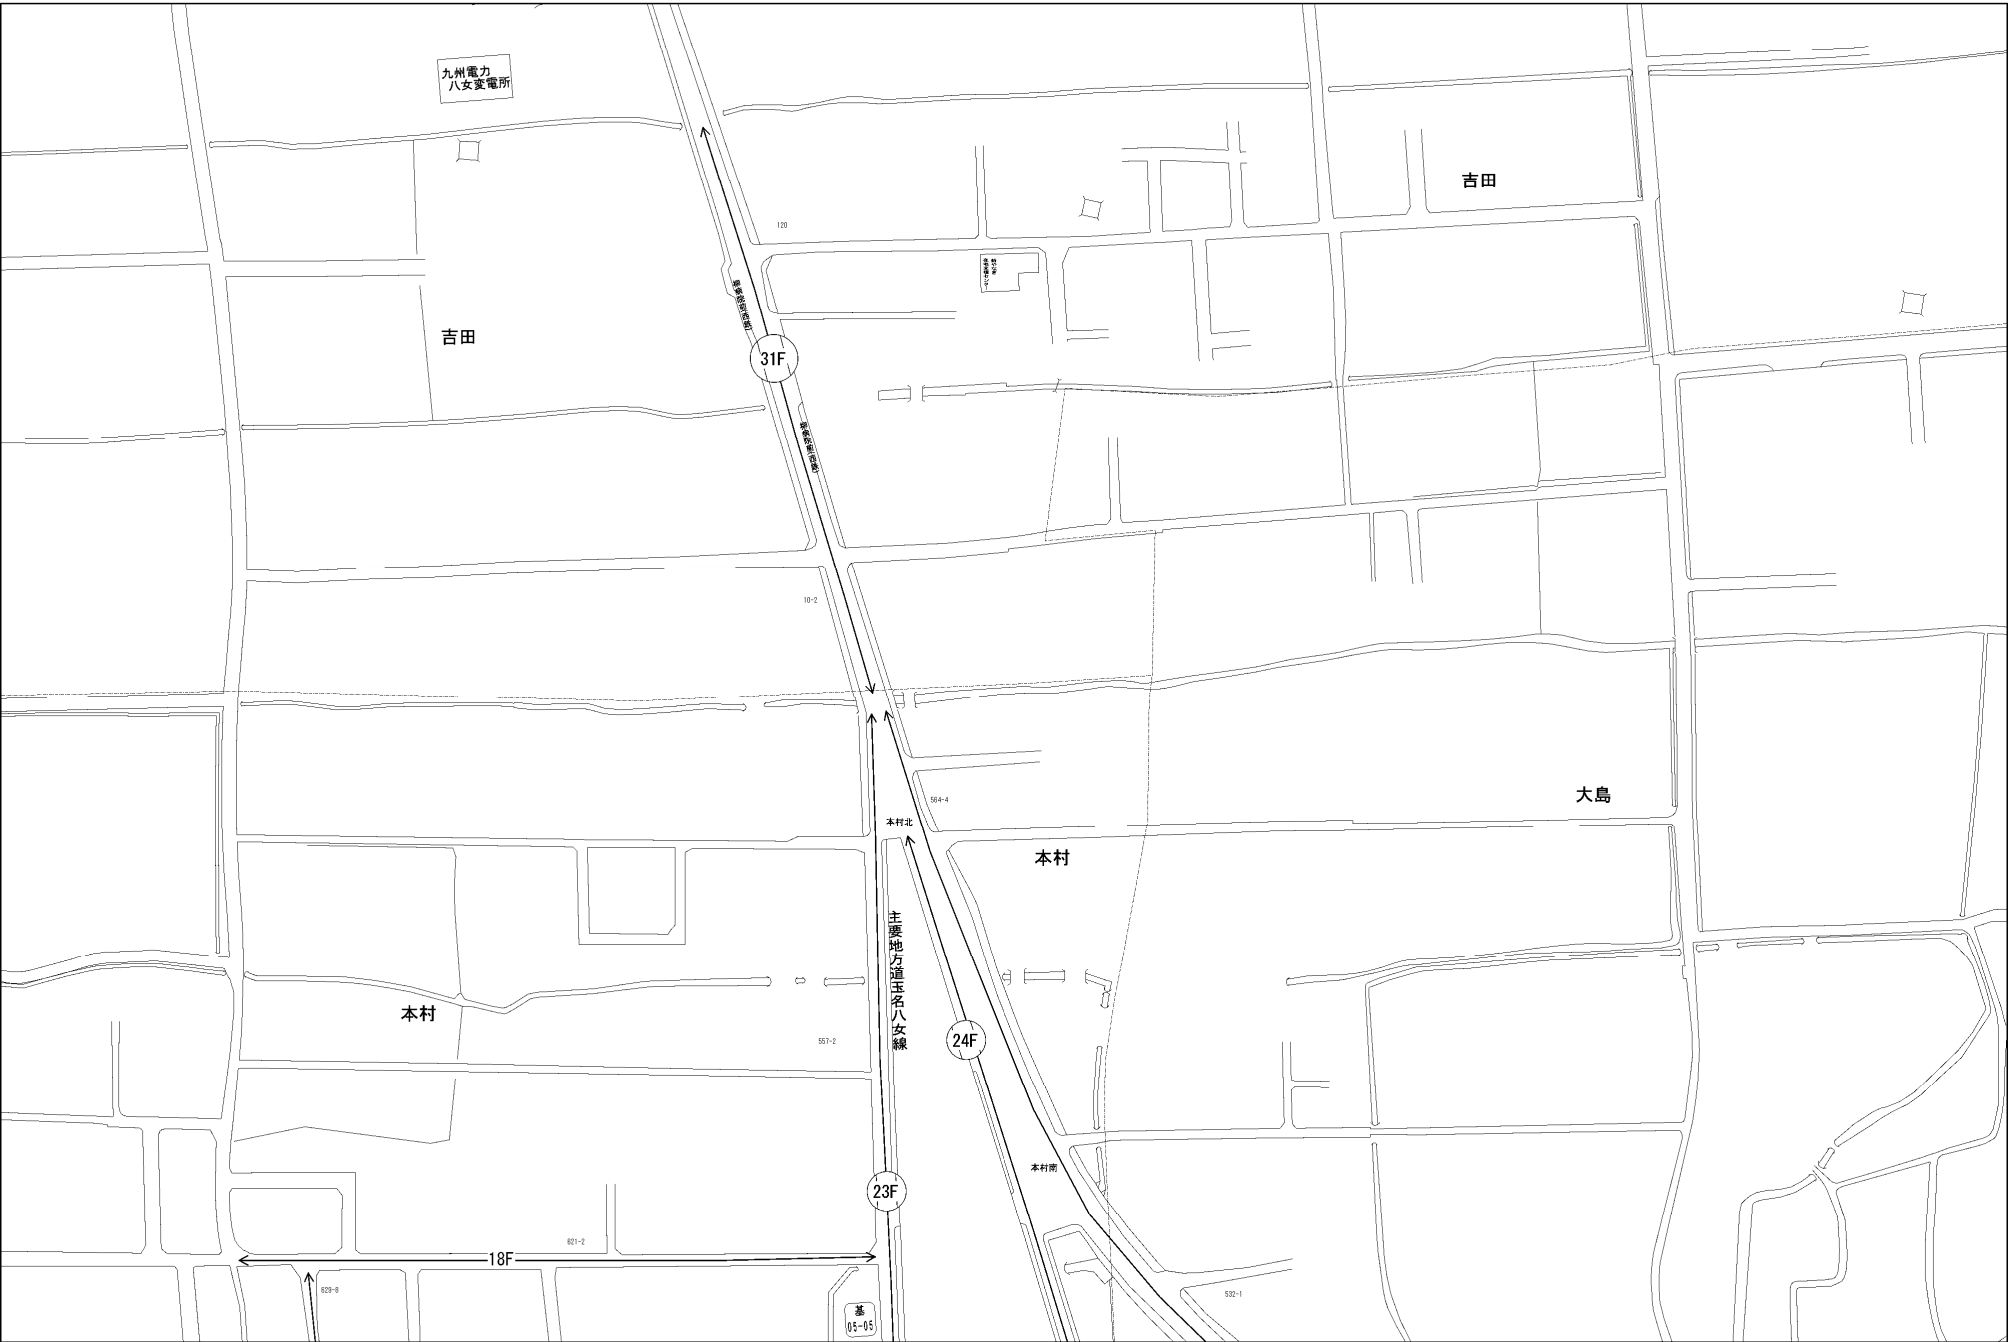 九州電力
八女変電所
吉田
120
吉田
31F
10-2
大島
564-4
本村北
本村
主要地方道玉名八女線
本村
24F
557-2
本村南
23F
621-2
18F
629-8
532-1
基
05-05